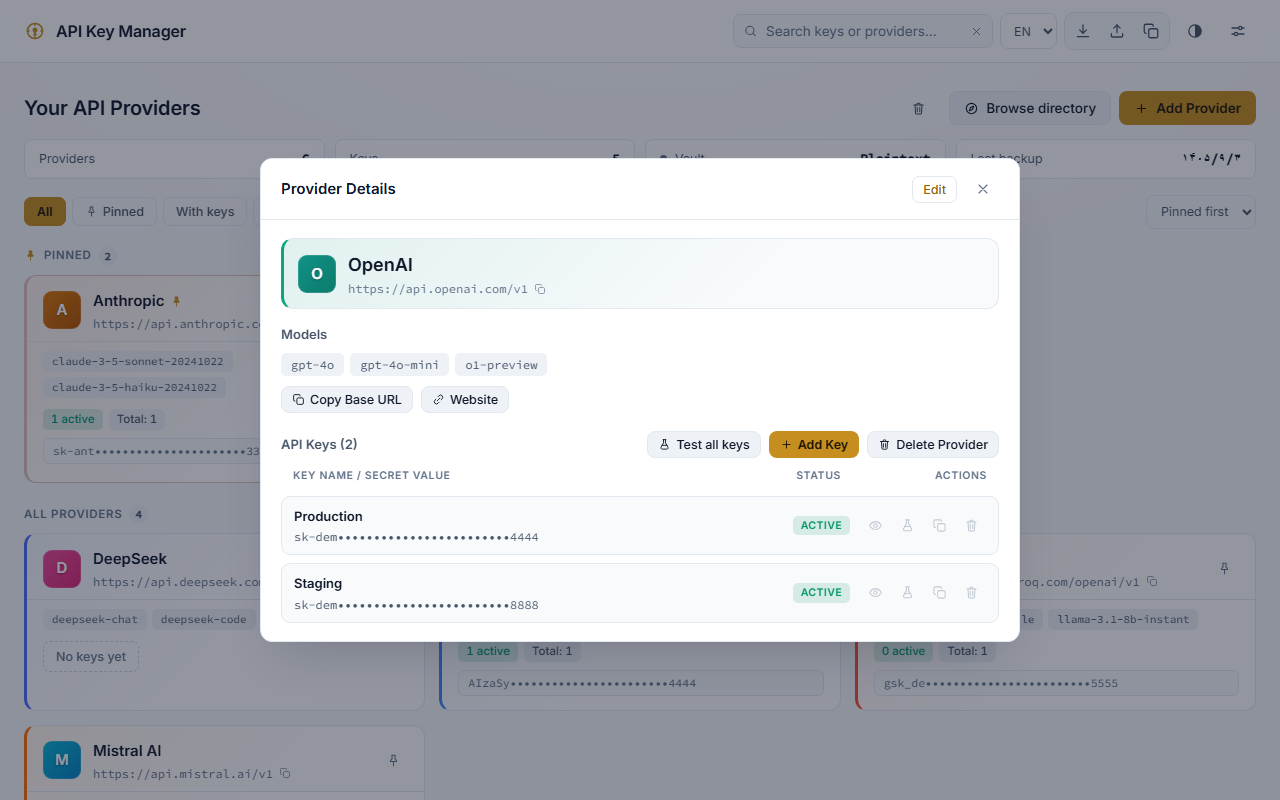 API Key Manager
Search keys or providers...
EN
Your API Providers
Browse directory
Add Provider
Providers
Plaintext
backup
۱۴۰۵/۹/۳
All
Pinned
With keys
Pinned first
PINNED 2
Anthropic
https://api.anthropic.c
claude-3-5-sonnet-20241022
claude-3-5-haiku-20241022
1 active
Total: 1
sk-ant••••••••••••••••••••••33
ALL PROVIDERS 4
DeepSeek
D
https://api.deepseek.co
deepseek-chat
deepseek-code
No keys yet
1 active
Total: 1
AIzaSy•••••••••••••••••••••••4444
roq.com/openai/v1
le
llama-3.1-8b-instant
0 active
Total: 1
gsk_de••••••••••••••••••••••••5555
M
Mistral AI
https://api.mistral.ai/v1
A
Provider Details
Edit
O
OpenAI
https://api.openai.com/v1
Models
gpt-4o
gpt-4o-mini
o1-preview
Copy Base URL
Website
API Keys (2)
Test all keys
Add Key
Delete Provider
KEY NAME / SECRET VALUE
STATUS
ACTIONS
Production
sk-dem•••••••••••••••••••••••••4444
ACTIVE
Staging
sk-dem•••••••••••••••••••••••••8888
ACTIVE